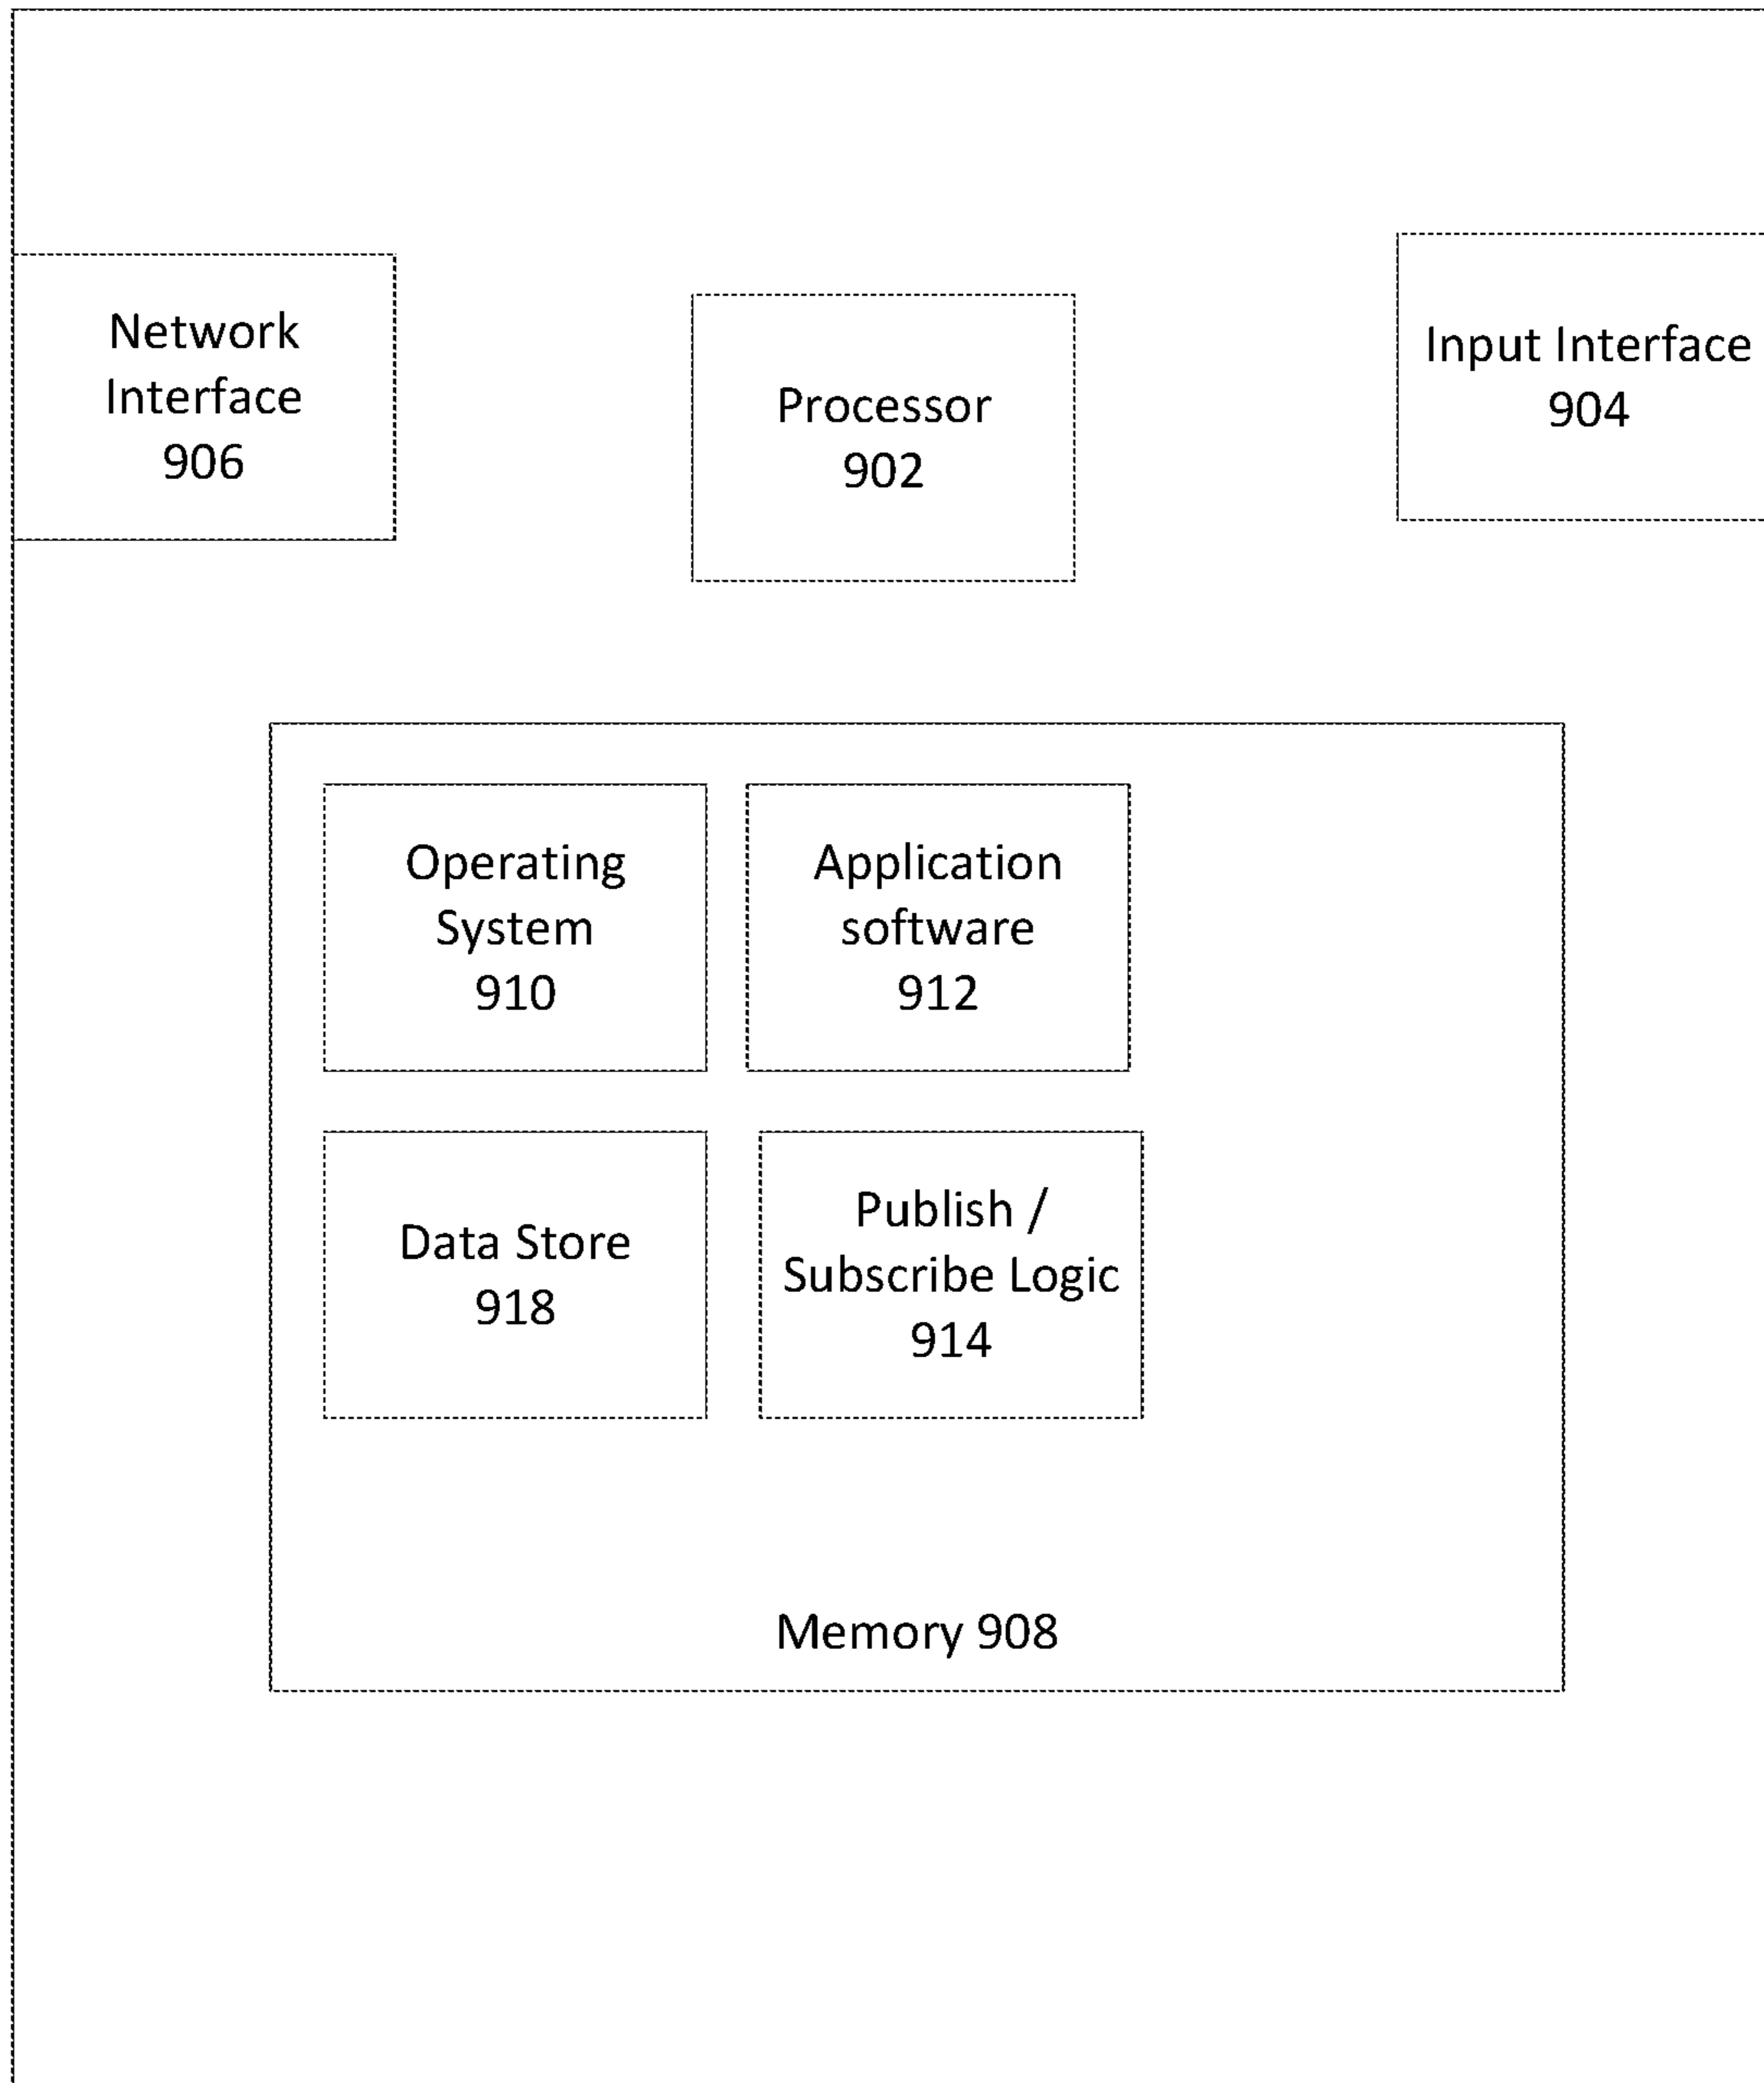 Network
Interface
906
Processor
902
Input Interface
904
Operating
System
910
Application
software
912
Data Store
918
Publish /
Subscribe Logic
914
Memory 908